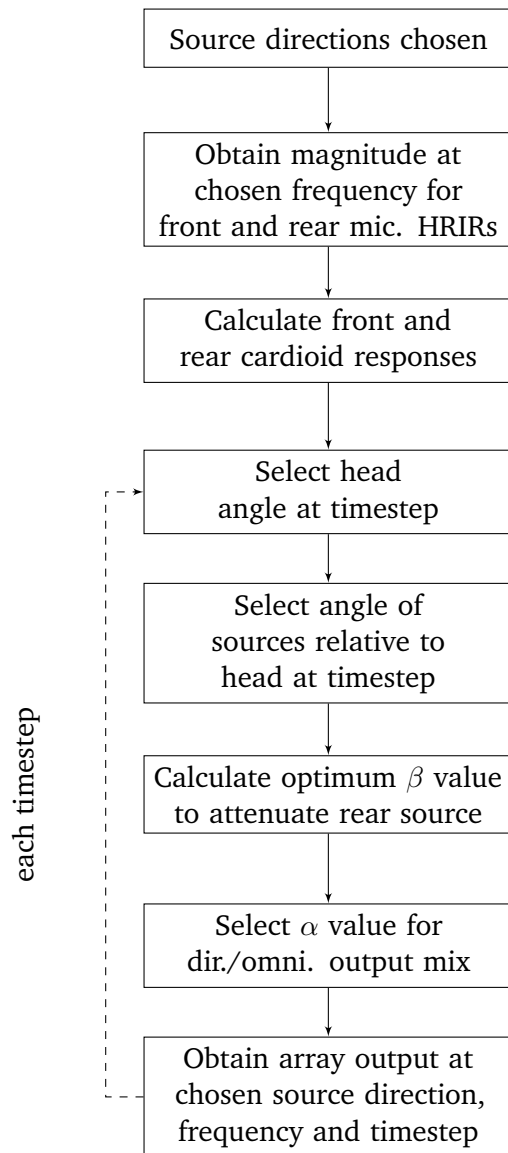 Source directions chosen
Obtain magnitude at
chosen frequency for
front and rear mic. HRIRs
Calculate front and
rear cardioid responses
Select head
angle at timestep
Select angle of
sources relative to
head at timestep
Calculate optimum β value
to attenuate rear source
Select α value for
dir./omni. output mix
Obtain array output at
chosen source direction,
frequency and timestep
each timestep